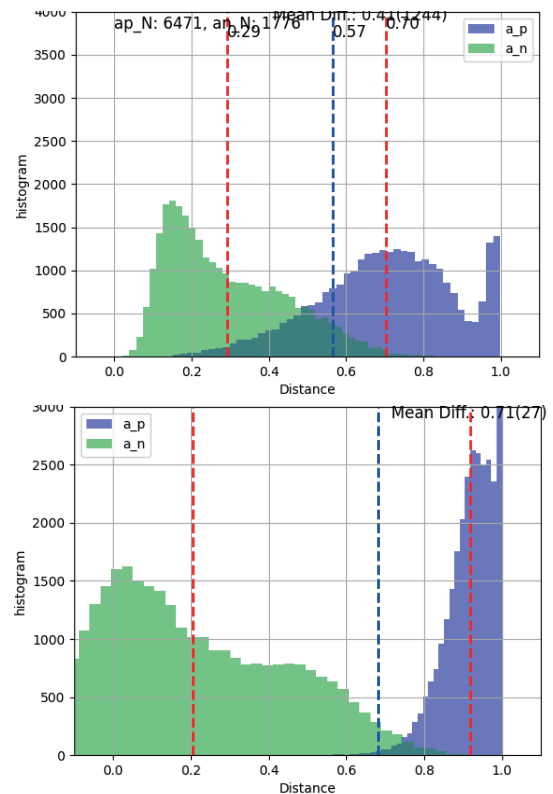 Mean Diff.: 0.41(1244)
ap_N: 6471, an_N: 1776
0.29
0.57
0.70
a_p
a_n
4000
3500
3000
2500
2000
1500
1000
500
0
histogram
0.0 0.2 0.4 0.6 0.8 1.0
Distance
Mean Diff.: 0.71(27)
a_p
a_n
3000
2500
2000
1500
1000
500
0
histogram
0.0 0.2 0.4 0.6 0.8 1.0
Distance